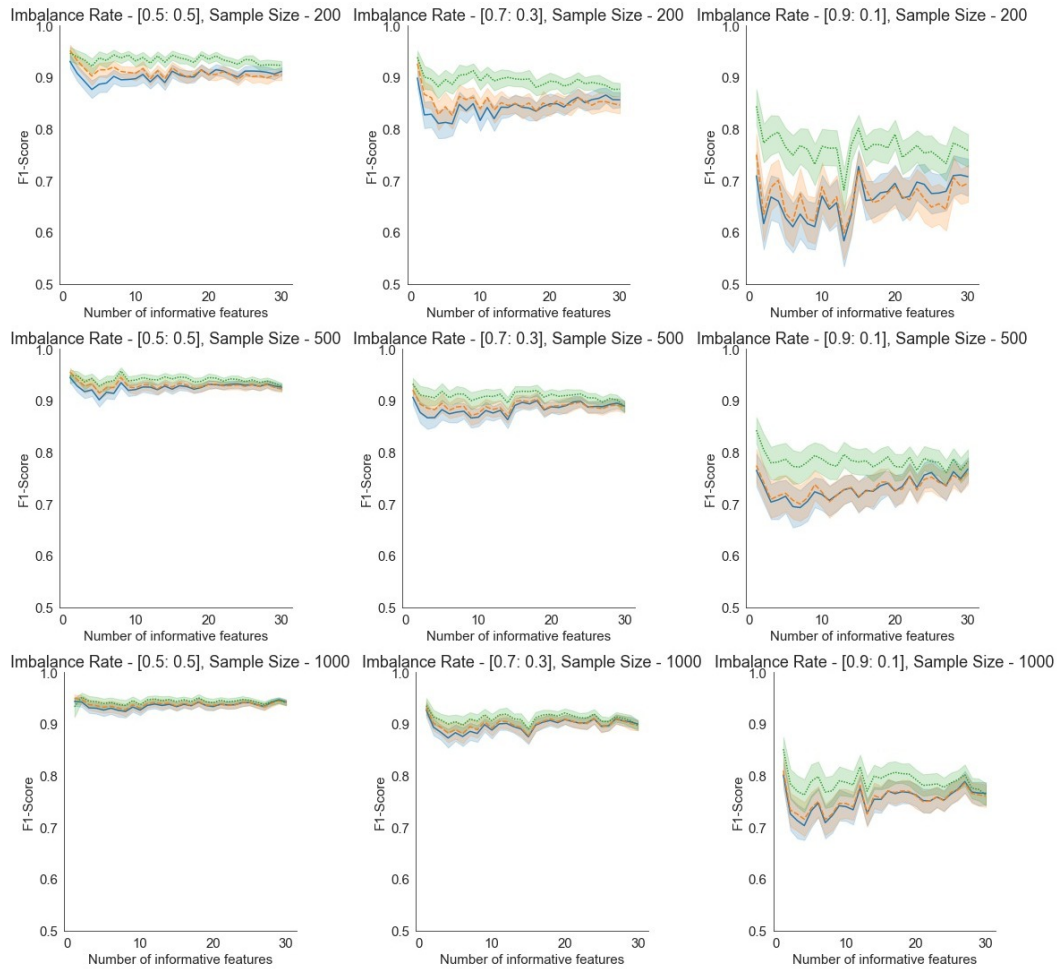 Imbalance Rate - [0.5: 0.5], Sample Size - 200
1.0
0.9
0.8
0.7
0.6
0.5
F1-Score
0 10 20 30
Number of informative features
Imbalance Rate - [0.7: 0.3], Sample Size - 200
1.0
0.9
0.8
0.7
0.6
0.5
F1-Score
0 10 20 30
Number of informative features
Imbalance Rate - [0.9: 0.1], Sample Size - 200
1.0
0.9
0.8
0.7
0.6
0.5
F1-Score
0 10 20 30
Number of informative features
Imbalance Rate - [0.5: 0.5], Sample Size - 500
1.0
0.9
0.8
0.7
0.6
0.5
F1-Score
0 10 20 30
Number of informative features
Imbalance Rate - [0.7: 0.3], Sample Size - 500
1.0
0.9
0.8
0.7
0.6
0.5
F1-Score
0 10 20 30
Number of informative features
Imbalance Rate - [0.9: 0.1], Sample Size - 500
1.0
0.9
0.8
0.7
0.6
0.5
F1-Score
0 10 20 30
Number of informative features
Imbalance Rate - [0.5: 0.5], Sample Size - 1000
1.0
0.9
0.8
0.7
0.6
0.5
F1-Score
0 10 20 30
Number of informative features
Imbalance Rate - [0.7: 0.3], Sample Size - 1000
1.0
0.9
0.8
0.7
0.6
0.5
F1-Score
0 10 20 30
Number of informative features
Imbalance Rate - [0.9: 0.1], Sample Size - 1000
1.0
0.9
0.8
0.7
0.6
0.5
F1-Score
0 10 20 30
Number of informative features